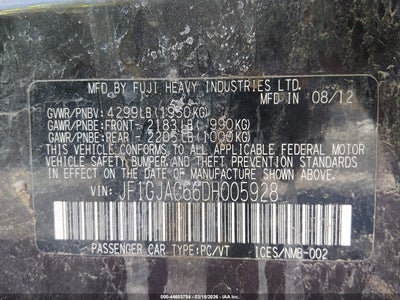 MFD. BY FUJI HEAVY INDUSTRIES LTD.
IN 08/12
GVWR/PNBV: 4299LB(1950KG)
GAWR/PNBE:FRONT- 2183LB(990KG)
GAWR/PNBE:REAR- 2205LB(1000KG)
THIS VEHICLE CONFORMS TO ALL APPLICABLE FEDERAL MOTOR
VEHICLE SAFETY, BUMPER, AND THEFT PREVENTION STANDARDS
IN EFFECT ON THE DATE OF MANUFACTURE SHOWN ABOVE.
VIN: JF1GJAC66DH005928
PASSENGER CAR TYPE:PC/VT ICES/NMB-002
000-44603764 - 03/18/2026 - IAA Inc.